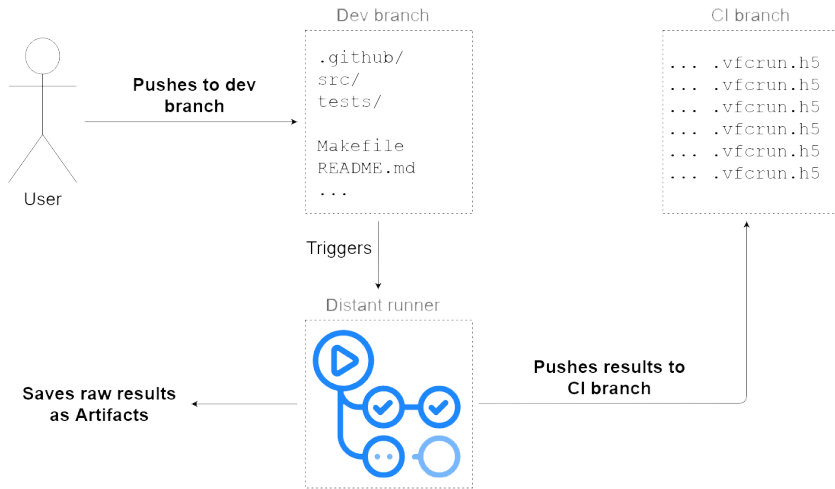 Dev branch
CI branch
.github/
src/
tests/
Makefile
README.md
...
... .vfcrun.h5
... .vfcrun.h5
... .vfcrun.h5
... .vfcrun.h5
... .vfcrun.h5
... .vfcrun.h5
Pushes to dev
branch
User
Triggers
Distant runner
Saves raw results
as Artifacts
Pushes results to
CI branch